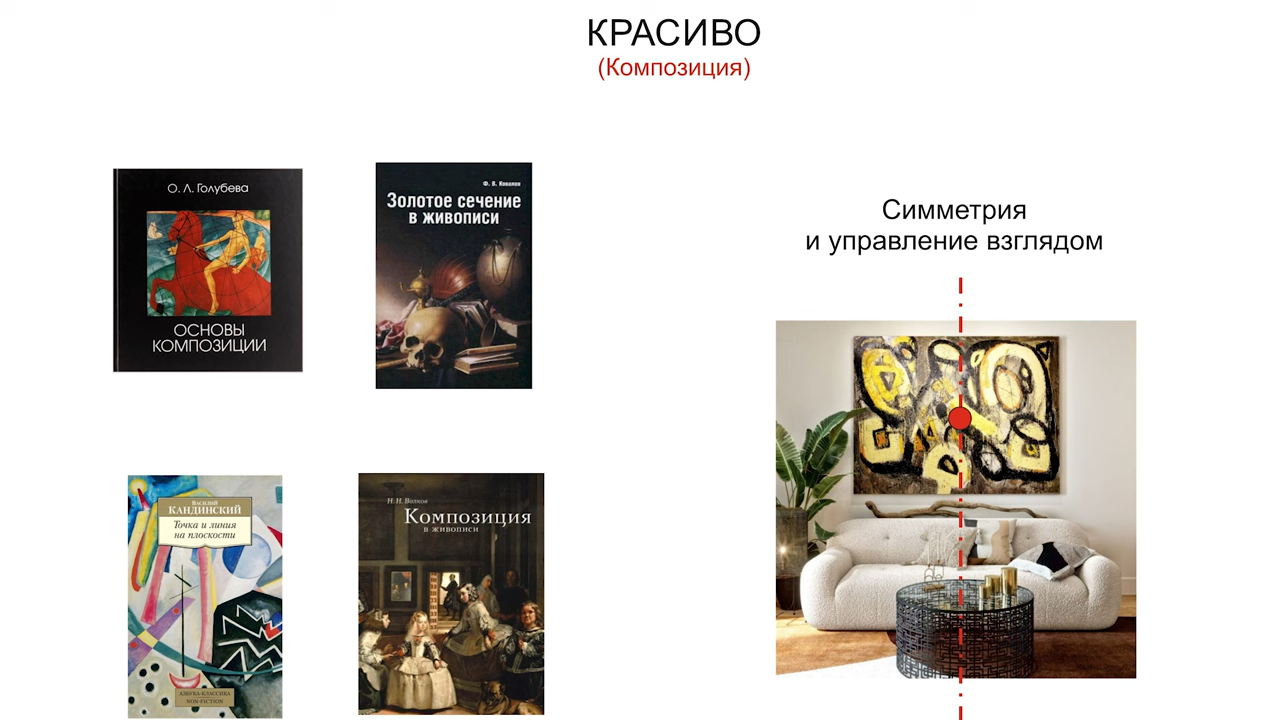 КРАСИВО
(Композиция)
О. Л. Голубева
ОСНОВЫ
КОМПОЗИЦИИ
Ф. В. Ковалев
Золотое сечение
в живописи
Симметрия
и управление взглядом
Василий
КАНДИНСКИЙ
Точка и линия
на плоскости
АЗБУКА-КЛАССИКА
NON-FICTION
Н. Н. Волков
Композиция
в живописи